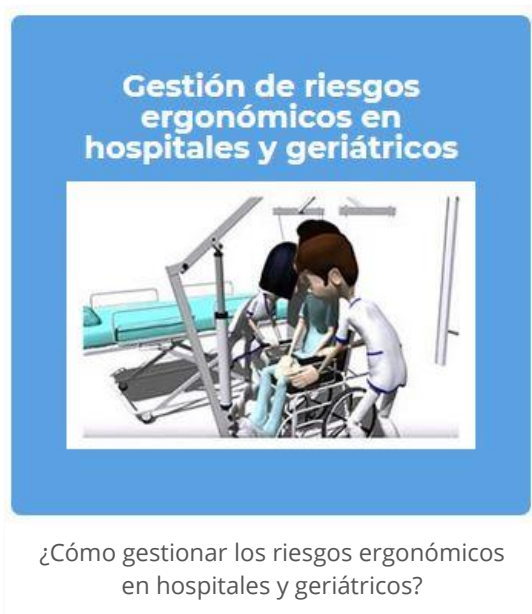 Gestión de riesgos
ergonómicos en
hospitales y geriátricos
¿Cómo gestionar los riesgos ergonómicos
en hospitales y geriátricos?